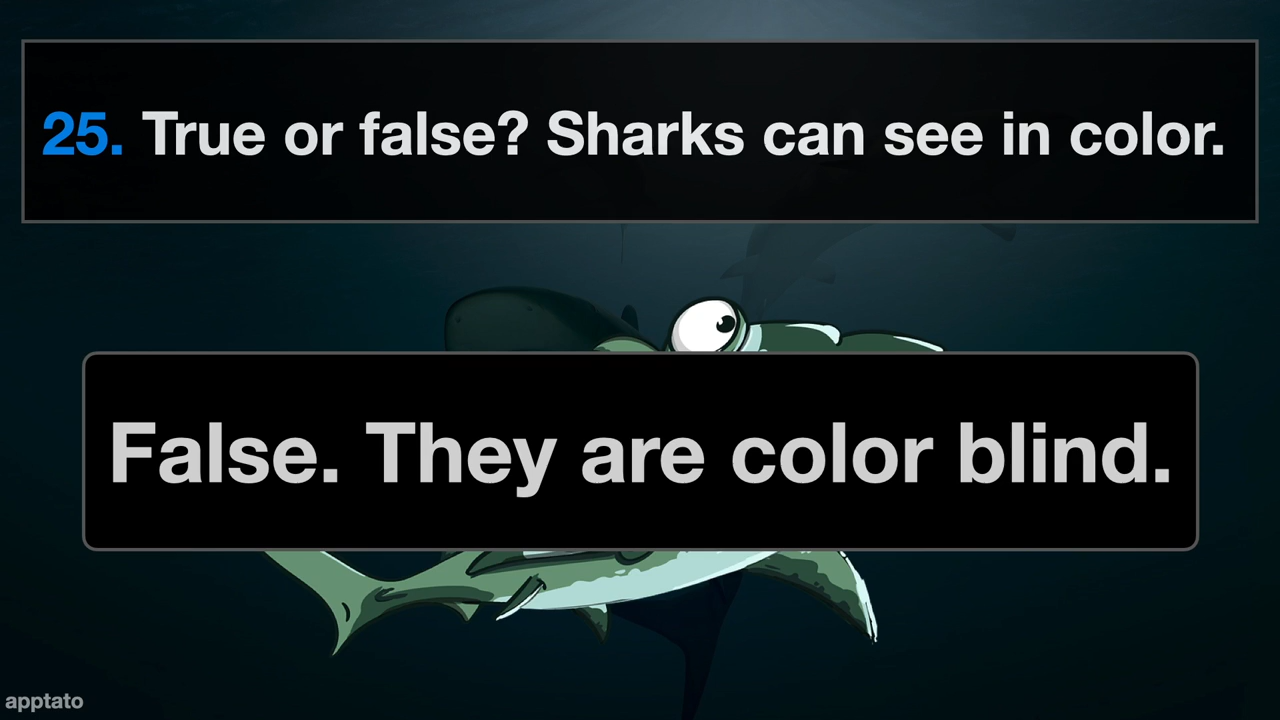 25. True or false? Sharks can see in color.
False. They are color blind.
apptato